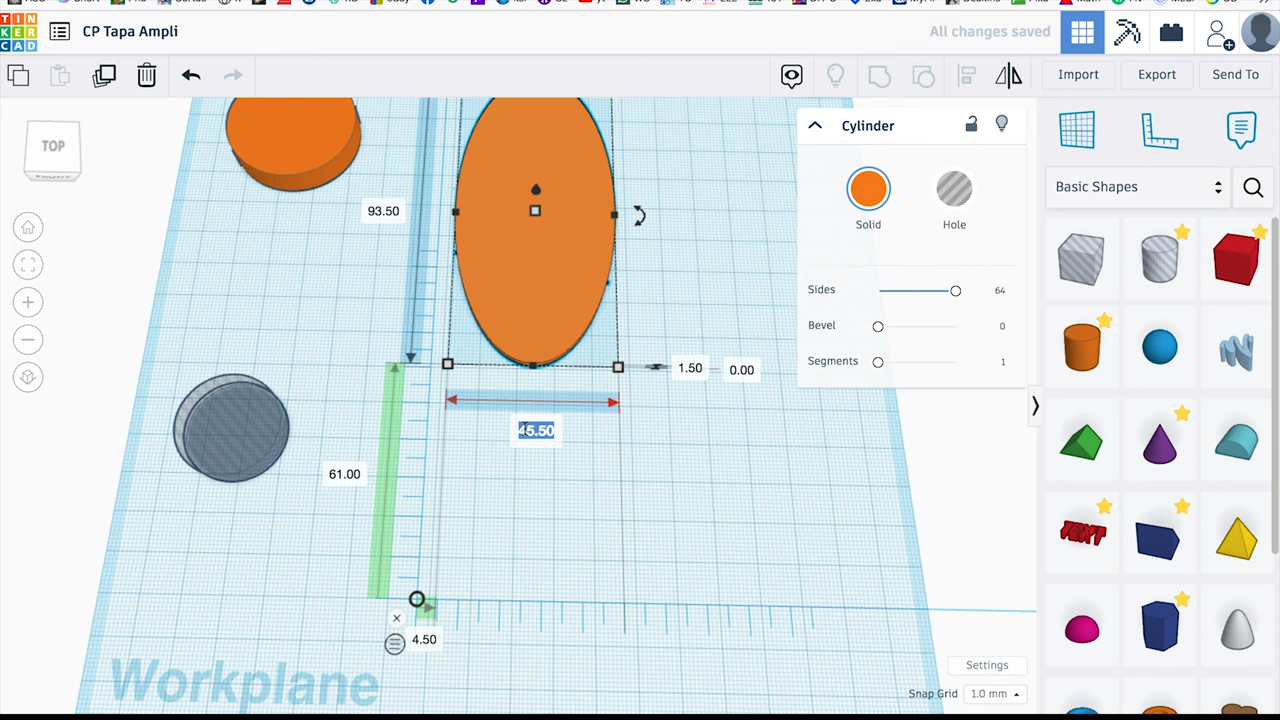 TIN
KER
CAD
CP Tapa Ampli
All changes saved
Import
Export
Send To
TOP
FRONT
Cylinder
Solid
Hole
Sides
64
Bevel
0
Segments
1
Basic Shapes
TEXT
93.50
1.50
0.00
45.50
61.00
4.50
Workplane
Settings
Snap Grid
1.0 mm